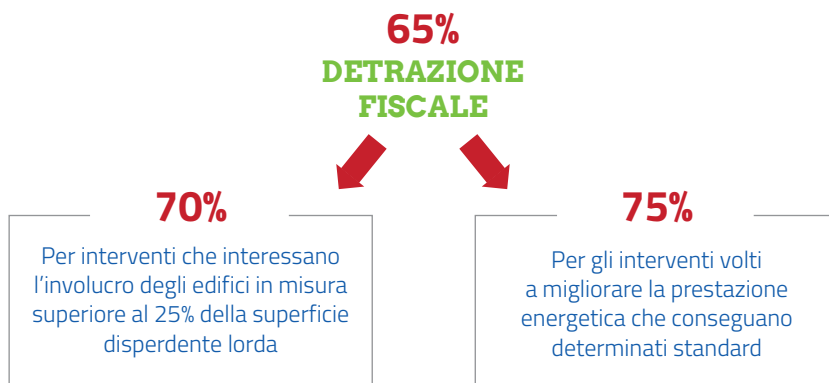 65%
DETRAZIONE
FISCALE
70%
Per interventi che interessano
l'involucro degli edifici in misura
superiore al 25% della superficie
disperdente lorda
75%
Per gli interventi volti
a migliorare la prestazione
energetica che conseguano
determinati standard